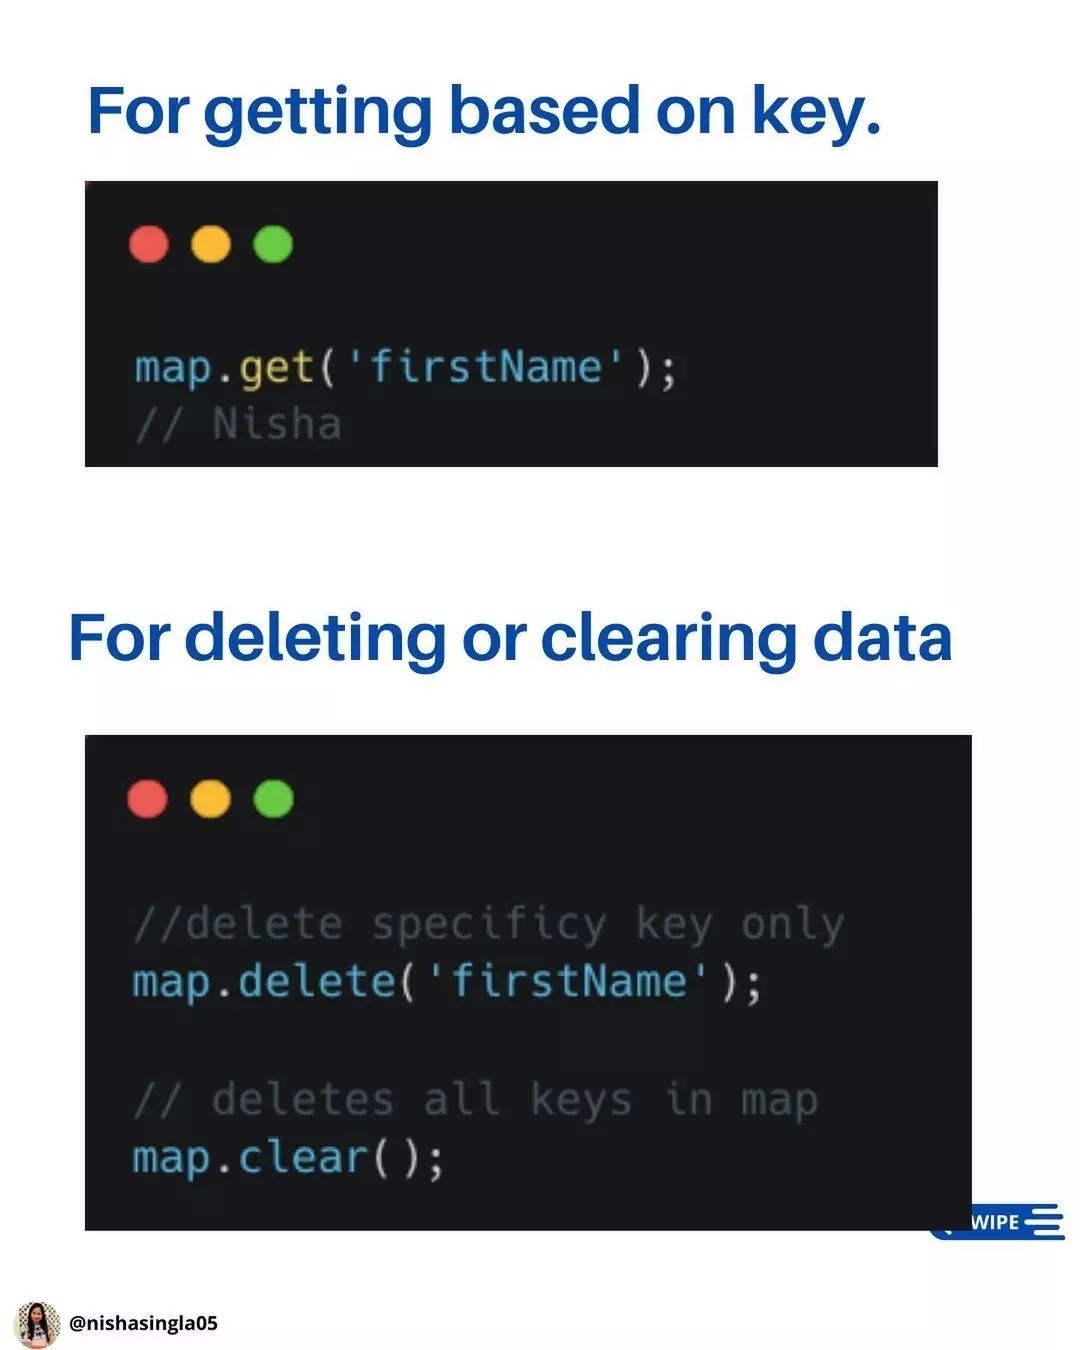 For getting based on key.
map.get('firstName');
// Nisha
For deleting or clearing data
//delete specificy key only
map.delete('firstName');
// deletes all keys in map
map.clear();
WIPE
@nishasingla05